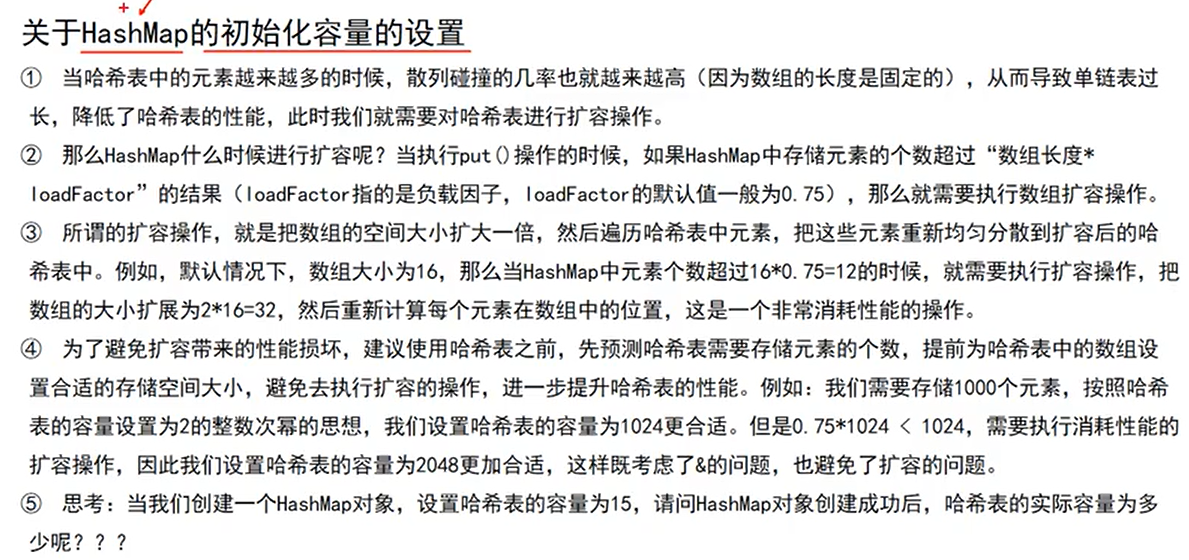 关于HashMap的初始化容量的设置
① 当哈希表中的元素越来越多的时候，散列碰撞的几率也就越来越高（因为数组的长度是固定的），从而导致单链表过
长，降低了哈希表的性能，此时我们就需要对哈希表进行扩容操作。
② 那么HashMap什么时候进行扩容呢？当执行put()操作的时候，如果HashMap中存储元素的个数超过“数组长度*
loadFactor”的结果（loadFactor指的是负载因子，loadFactor的默认值一般为0.75），那么就需要执行数组扩容操作。
③ 所谓的扩容操作，就是把数组的空间大小扩大一倍，然后遍历哈希表中元素，把这些元素重新均匀分散到扩容后的哈
希表中。例如，默认情况下，数组大小为16，那么当HashMap中元素个数超过16*0.75=12的时候，就需要执行扩容操作，把
数组的大小扩展为2*16=32，然后重新计算每个元素在数组中的位置，这是一个非常消耗性能的操作。
④ 为了避免扩容带来的性能损坏，建议使用哈希表之前，先预测哈希表需要存储元素的个数，提前为哈希表中的数组设
置合适的存储空间大小，避免去执行扩容的操作，进一步提升哈希表的性能。例如：我们需要存储1000个元素，按照哈希
表的容量设置为2的整数次幂的思想，我们设置哈希表的容量为1024更合适。但是0.75*1024 < 1024，需要执行消耗性能的
扩容操作，因此我们设置哈希表的容量为2048更加合适，这样既考虑了&的问题，也避免了扩容的问题。
⑤ 思考：当我们创建一个HashMap对象，设置哈希表的容量为15，请问HashMap对象创建成功后，哈希表的实际容量为多
少呢？？？